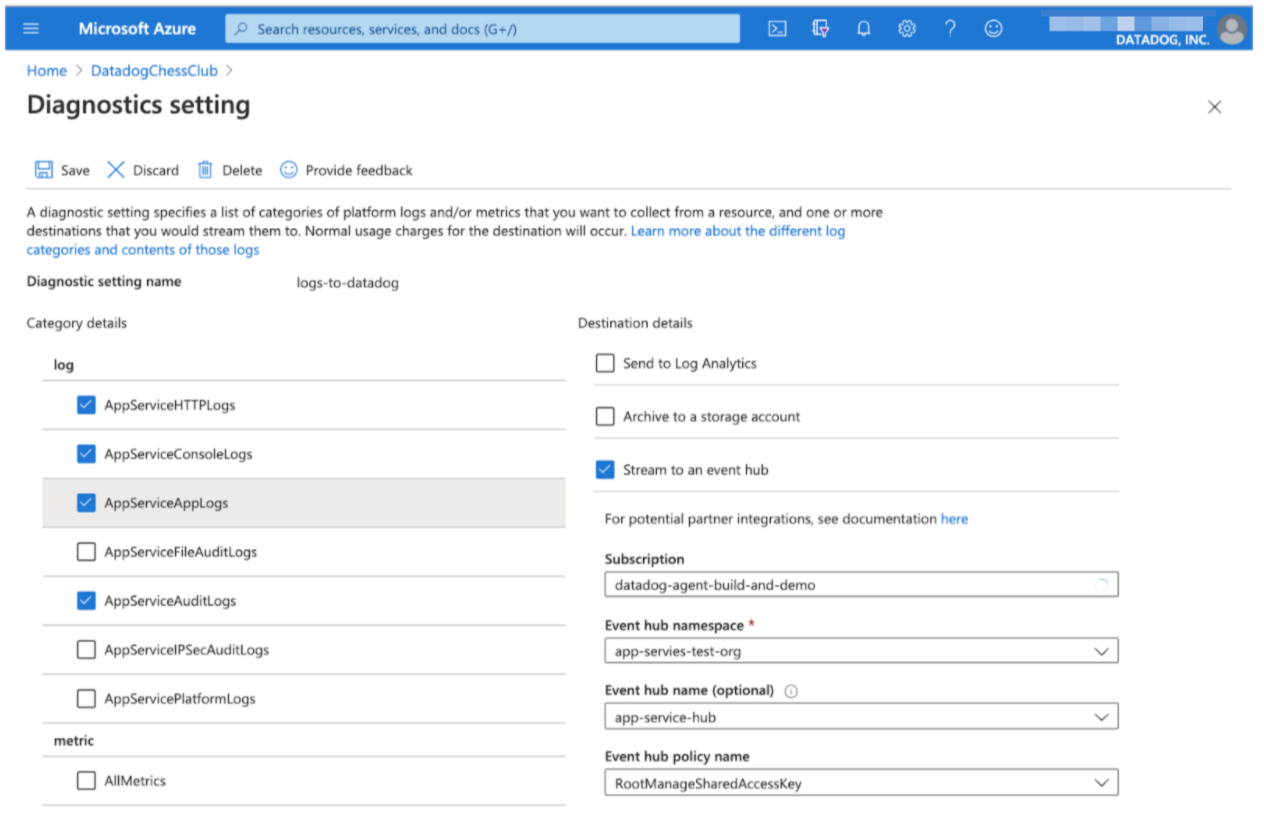 Microsoft Azure
Search resources, services, and docs (G+/)
DATADOG, INC.
Home > DatadogChessClub >
Diagnostics setting
Save
Discard
Delete
Provide feedback
A diagnostic setting specifies a list of categories of platform logs and/or metrics that you want to collect from a resource, and one or more
destinations that you would stream them to. Normal usage charges for the destination will occur. Learn more about the different log
categories and contents of those logs
Diagnostic setting name
logs-to-datadog
Category details
log
AppServiceHTTPLogs
AppServiceConsoleLogs
AppServiceAppLogs
AppServiceFileAuditLogs
AppServiceAuditLogs
AppServiceIPSecAuditLogs
AppServicePlatformLogs
metric
AllMetrics
Destination details
Send to Log Analytics
Archive to a storage account
Stream to an event hub
For potential partner integrations, see documentation here
Subscription
datadog-agent-build-and-demo
Event hub namespace *
app-servies-test-org
Event hub name (optional)
app-service-hub
Event hub policy name
RootManageSharedAccessKey